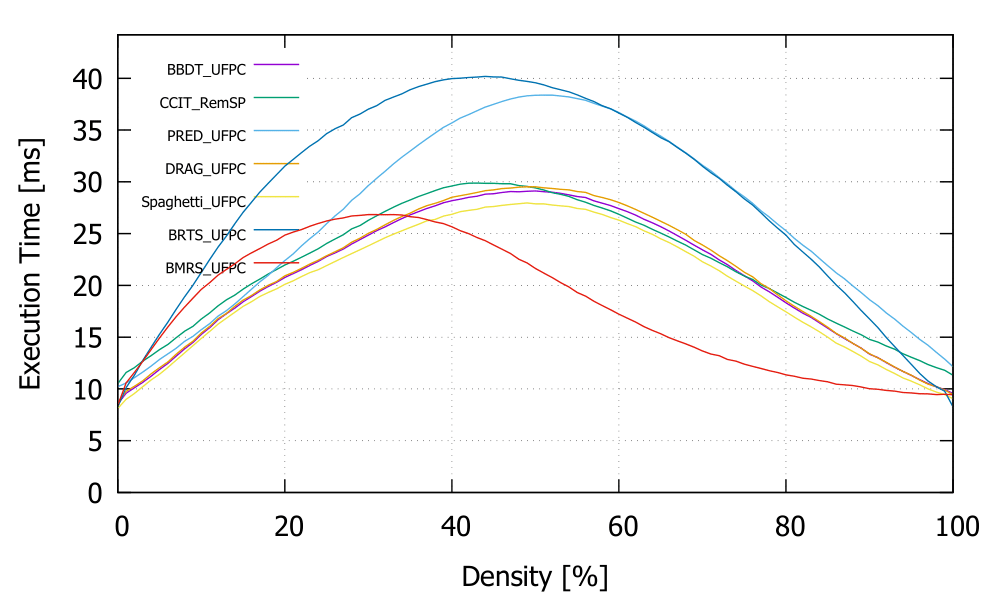 BBDT_UFPC
CCIT_RemSP
PRED_UFPC
DRAG_UFPC
Spaghetti_UFPC
BRTS_UFPC
BMRS_UFPC
Execution Time [ms]
40
35
30
25
20
15
10
5
0
0 20 40 60 80 100
Density [%]